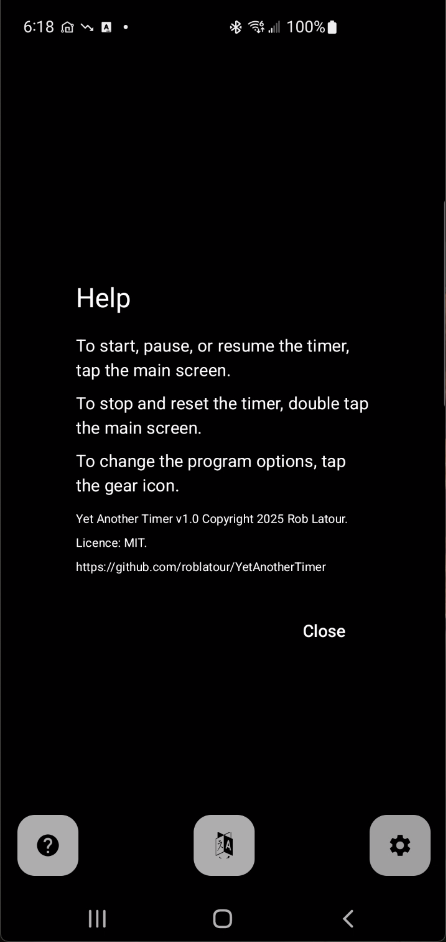 6:18
100%
Help
To start, pause, or resume the timer,
tap the main screen.
To stop and reset the timer, double tap
the main screen.
To change the program options, tap
the gear icon.
Yet Another Timer v1.0 Copyright 2025 Rob Latour.
Licence: MIT.
https://github.com/roblatour/YetAnotherTimer
Close